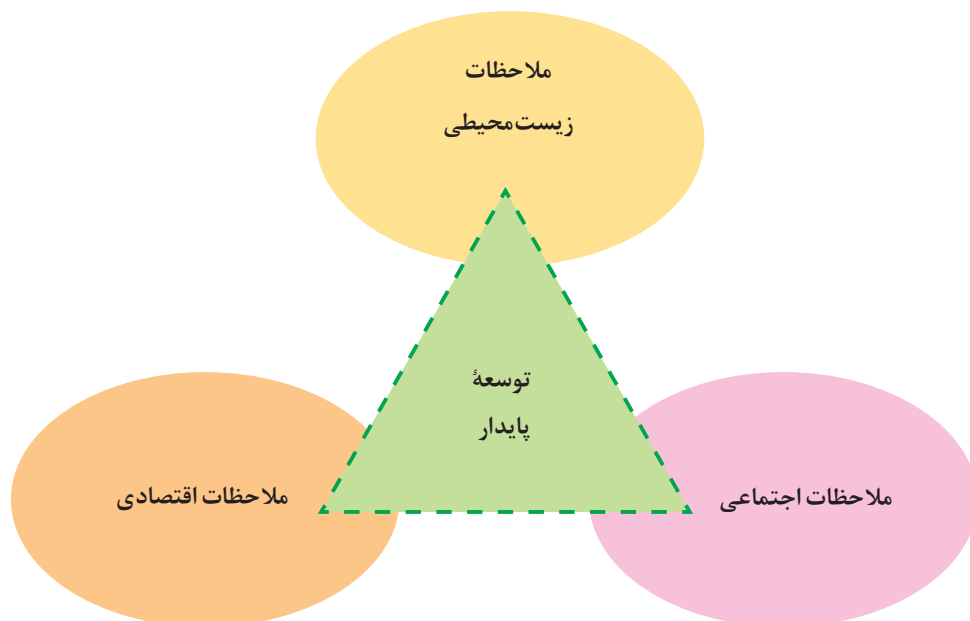 ملاحظات
زیست‌محیطی
توسعهٔ
پایدار
ملاحظات اجتماعی
ملاحظات اقتصادی